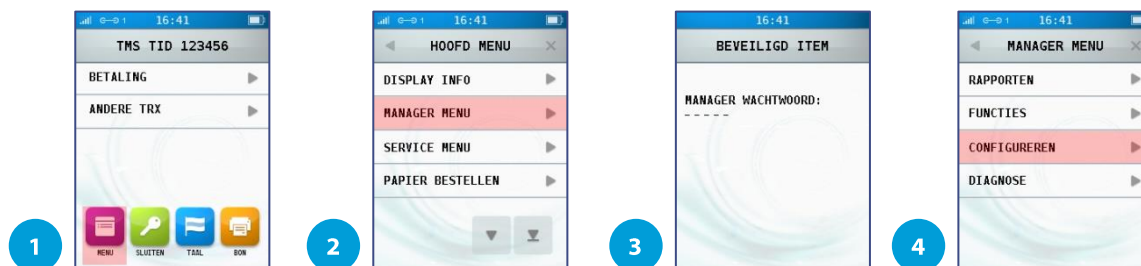 16:41
TMS TID 123456
BETALING
ANDERE TRX
MENU SLUITEN TAAL BON
1
16:41
HOOFD MENU
DISPLAY INFO
MANAGER MENU
SERVICE MENU
PAPIER BESTELLEN
2
16:41
BEVEILIGD ITEM
MANAGER WACHTWOORD:
- - - - -
3
16:41
MANAGER MENU
RAPPORTEN
FUNCTIES
CONFIGUREREN
DIAGNOSE
4